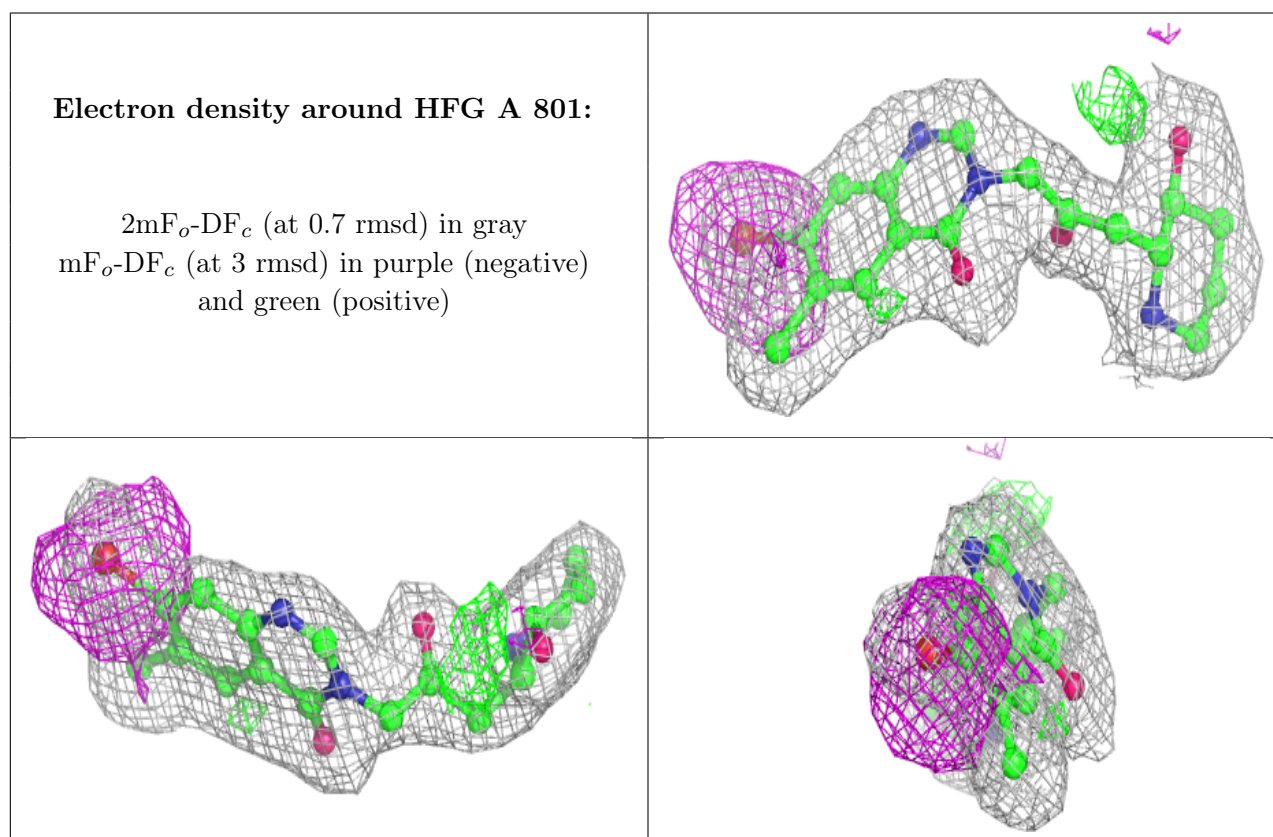 Electron density around HFG A 801:
2mFo-DFc (at 0.7 rmsd) in gray
mFo-DFc (at 3 rmsd) in purple (negative)
and green (positive)